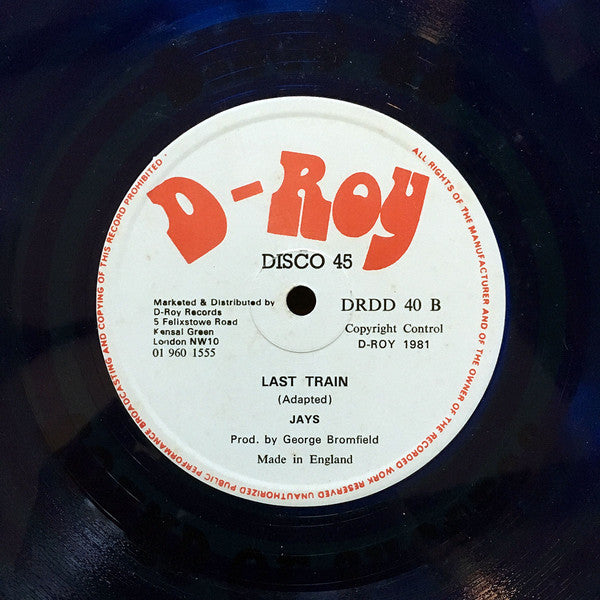 D-Roy
DISCO 45
Marketed & Distributed by
D-Roy Records
5 Felixstowe Road
Kensal Green
London NW10
01 960 1555
DRDD 40 B
Copyright Control
D-ROY 1981
LAST TRAIN
(Adapted)
JAYS
Prod. by George Bromfield
Made in England
ALL RIGHTS OF THE MANUFACTURER AND OF THE OWNER OF THE RECORDED WORK RESERVED UNAUTHORIZED PUBLIC PERFORMANCE BROADCASTING AND COPYING OF THIS RECORD PROHIBITED